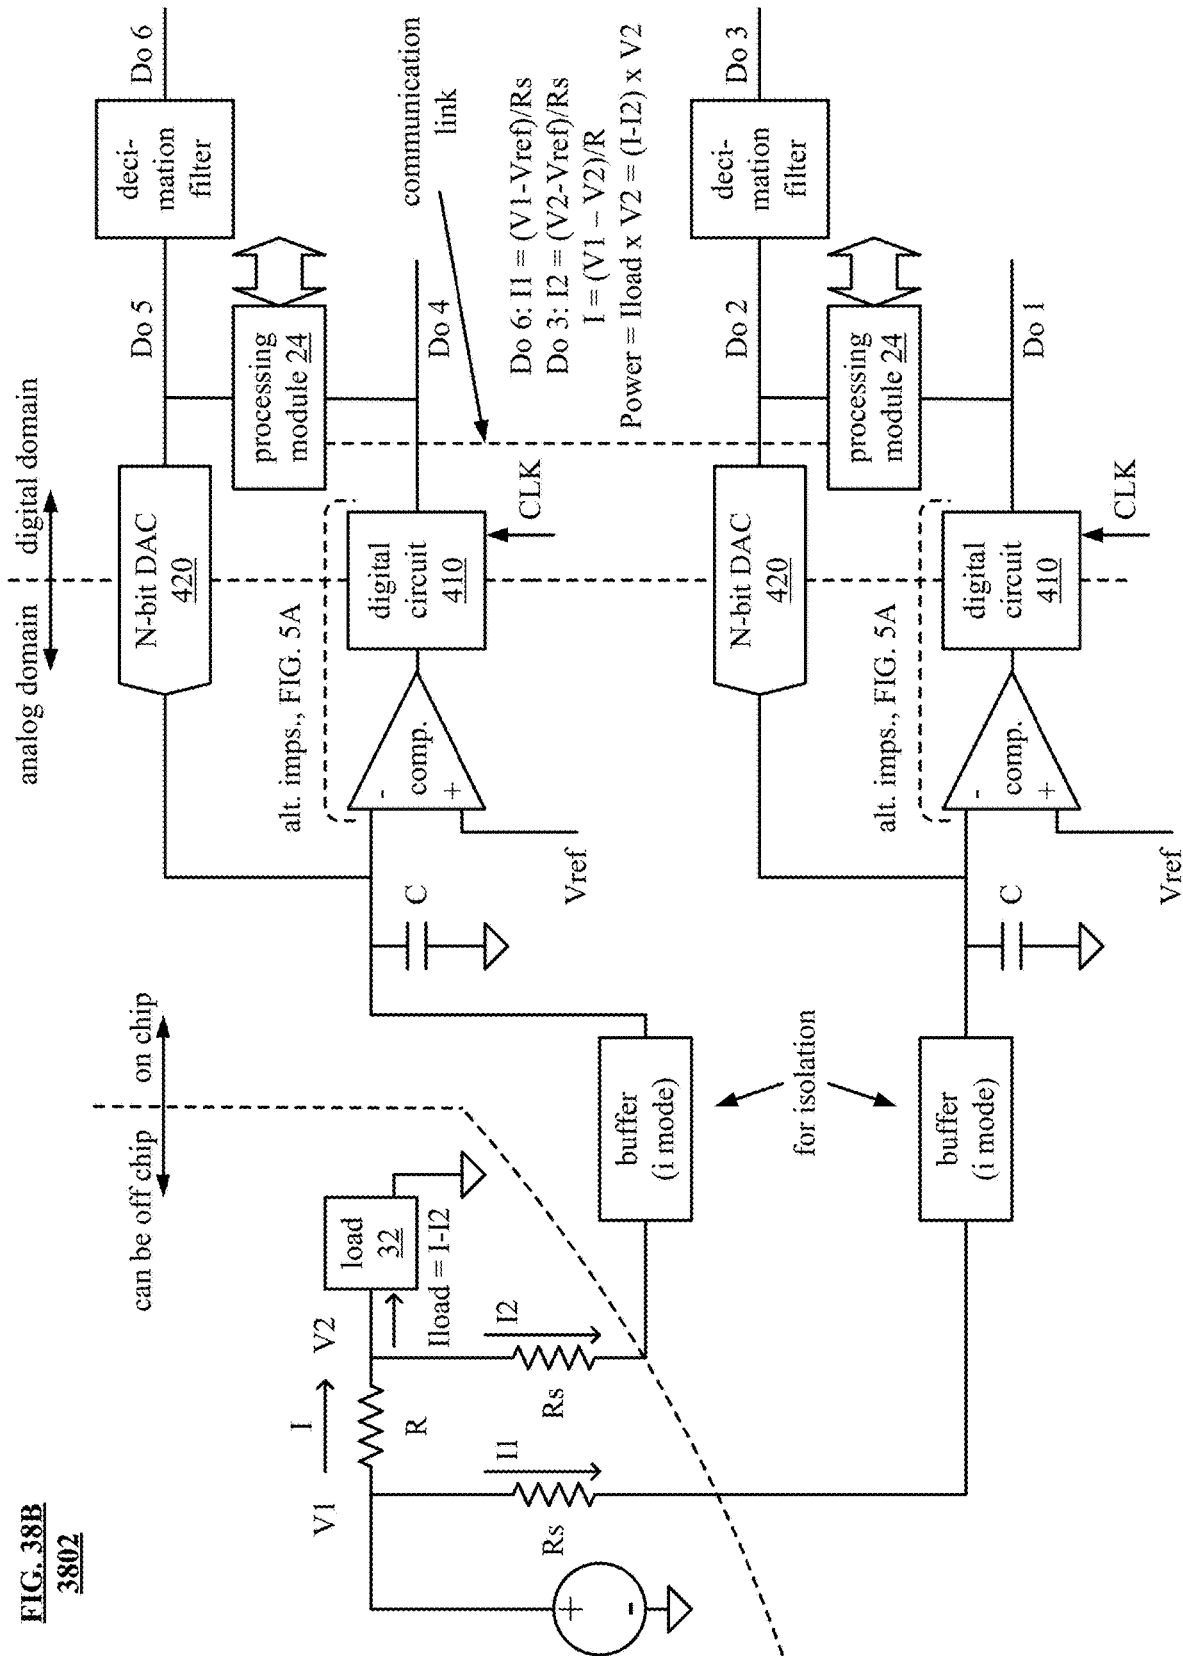 FIG. 38B
3802
can be off chip
on chip
analog domain
digital domain
N-bit DAC
420
Do 5
deci-
mation
filter
Do 6
processing
module 24
alt. imps., FIG. 5A
I
V1
V2
R
load
32
Iload = I-I2
-
comp.
+
digital
circuit
410
Do 4
communication
link
C
I1
I2
Rs
Rs
CLK
Vref
Do 6: I1 = (V1-Vref)/Rs
Do 3: I2 = (V2-Vref)/Rs
I = (V1 – V2)/R
Power = Iload x V2 = (I-I2) x V2
+
-
buffer
(i mode)
for isolation
N-bit DAC
420
Do 2
deci-
mation
filter
Do 3
processing
module 24
alt. imps., FIG. 5A
buffer
(i mode)
-
comp.
+
digital
circuit
410
Do 1
C
CLK
Vref